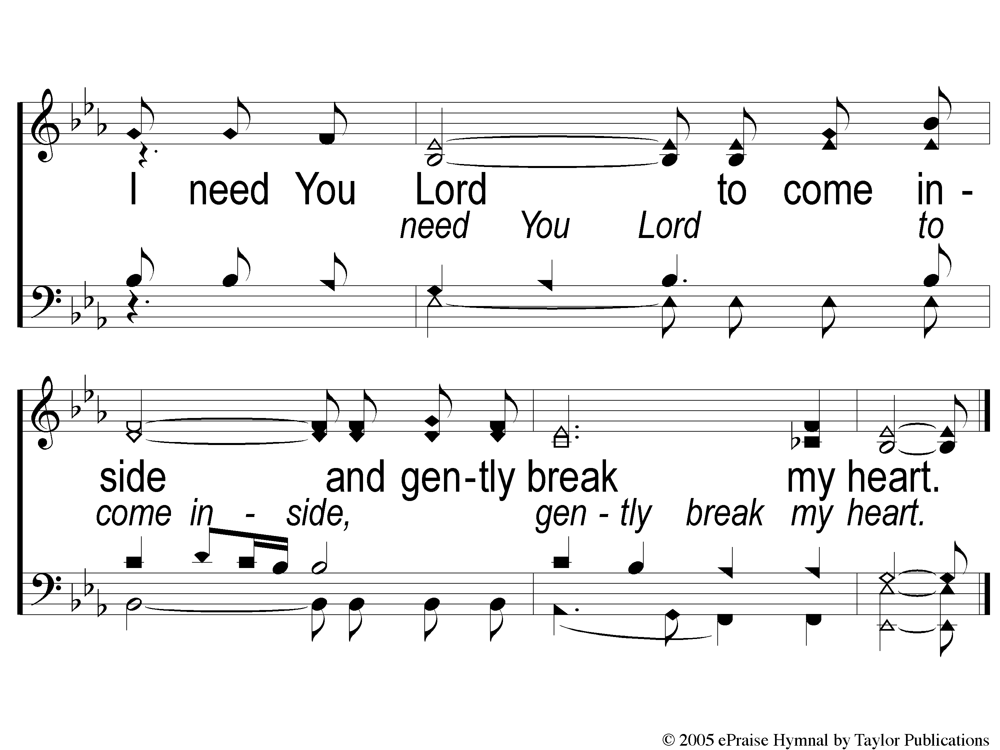 I need You Lord to come in-
need You Lord to
side and gen-tly break my heart.
come in - side, gen - tly break my heart.
© 2005 ePraise Hymnal by Taylor Publications